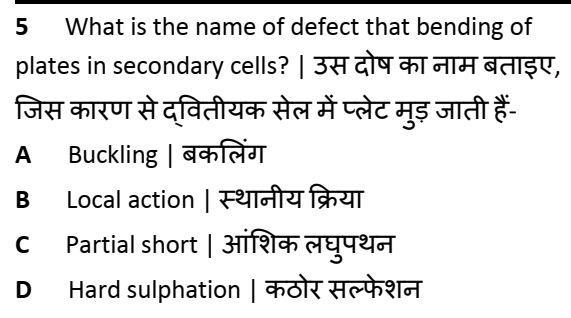 5 What is the name of defect that bending of
plates in secondary cells? | उस दोष का नाम बताइए,
जिस कारण से द्वितीयक सेल में प्लेट मुड़ जाती हैं-
A Buckling | बकलिंग
B Local action | स्थानीय क्रिया
C Partial short | आंशिक लघुपथन
D Hard sulphation | कठोर सल्फेशन